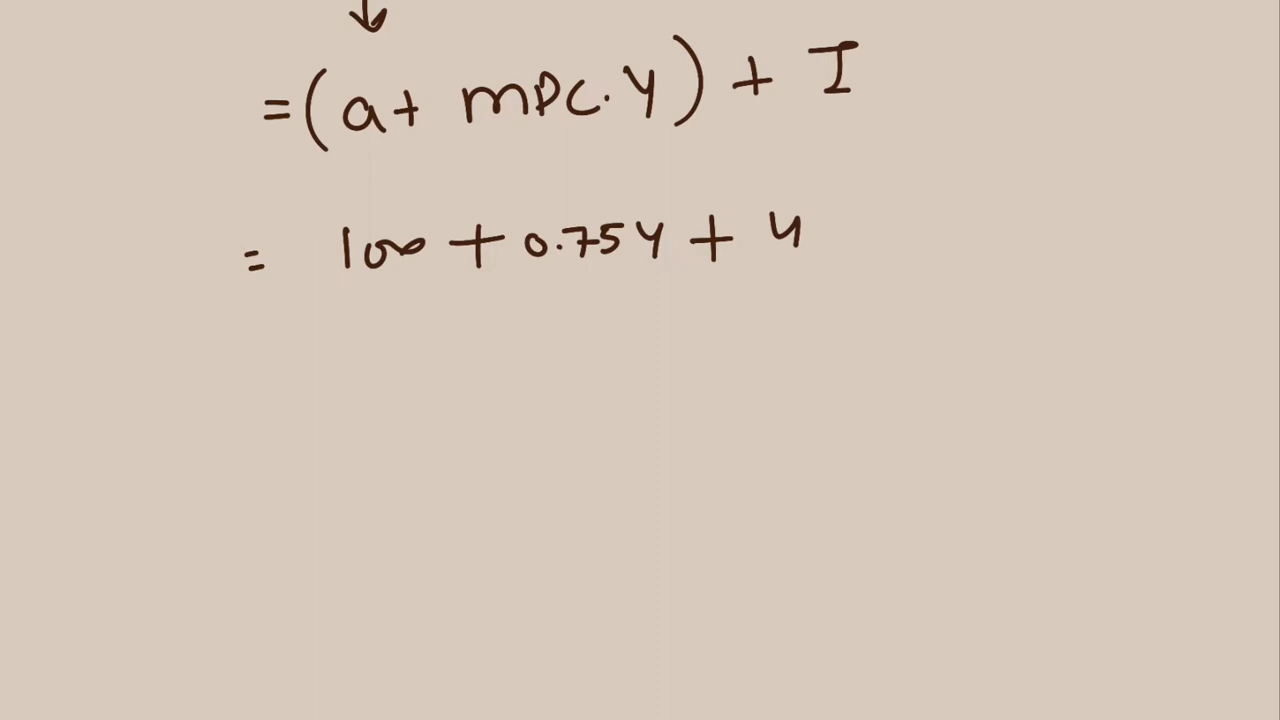 = (a + mpc. y) + I
= 100 + 0.75y + 4